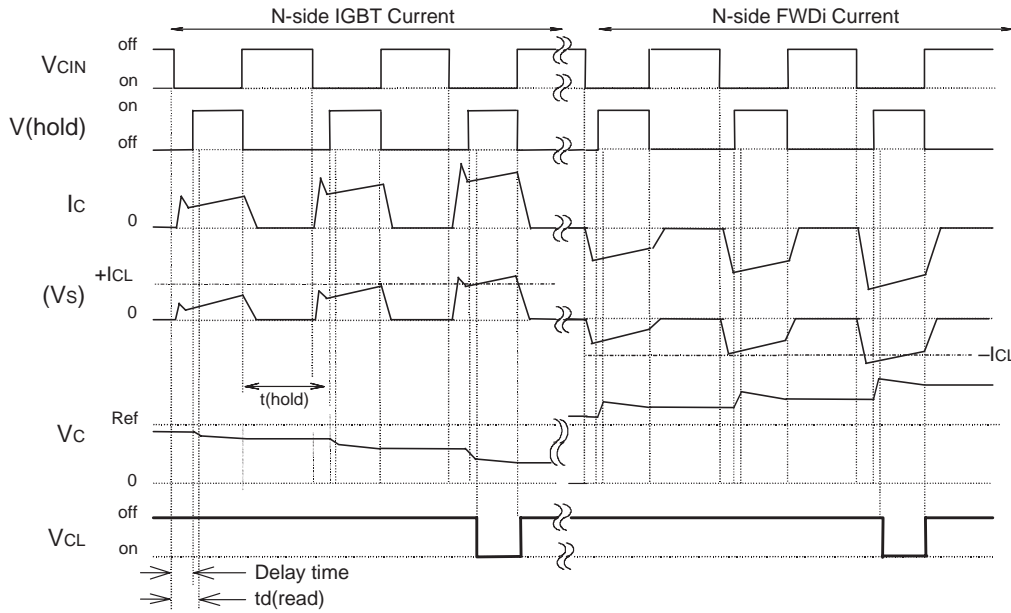 N-side IGBT Current
N-side FWDi Current
VCIN
off
on
V(hold)
on
off
IC
0
+ICL
(VS)
0
–ICL
t(hold)
VC
Ref
0
VCL
off
on
Delay time
td(read)